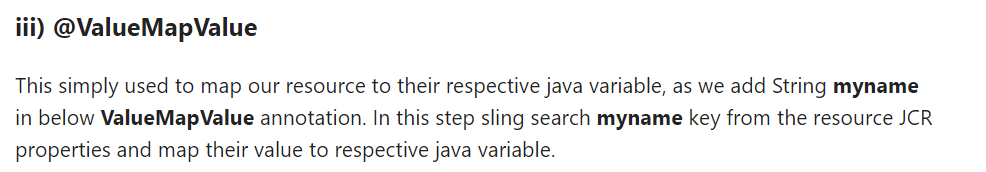 iii) @ValueMapValue
This simply used to map our resource to their respective java variable, as we add String myname
in below ValueMapValue annotation. In this step sling search myname key from the resource JCR
properties and map their value to respective java variable.